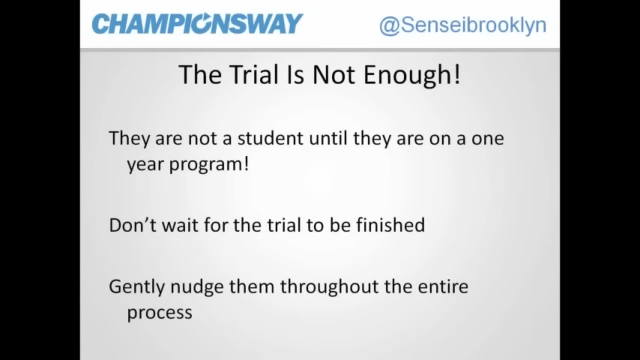 CHAMPIONSWAY @Senseibrooklyn
The Trial Is Not Enough!
They are not a student until they are on a one
year program!
Don’t wait for the trial to be finished
Gently nudge them throughout the entire
process